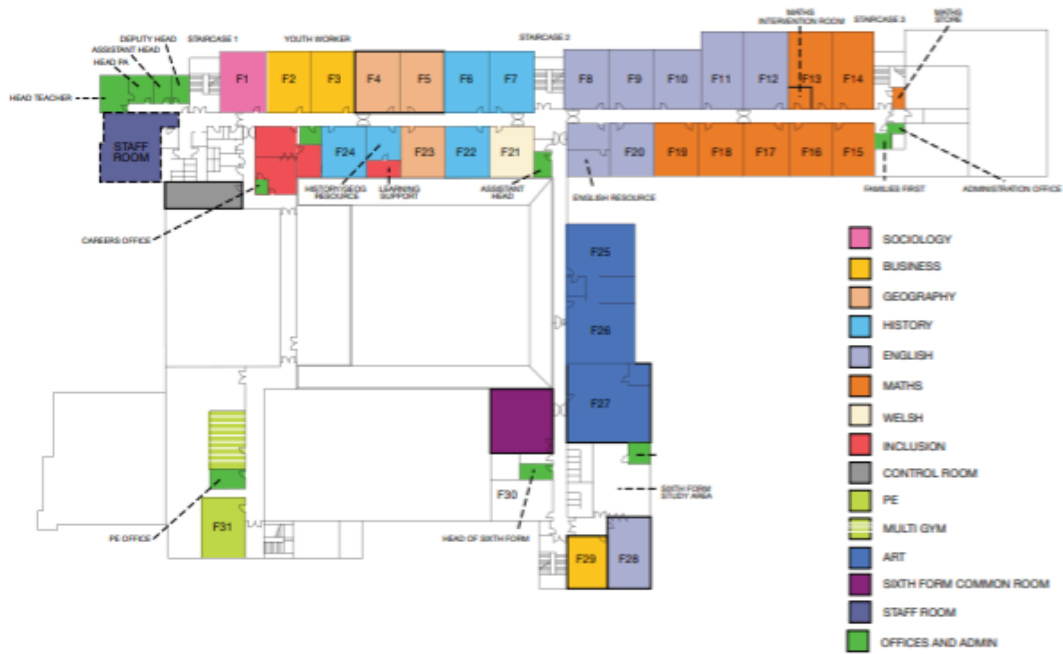 MATHS
INTERVENTION ROOM
STAIRCASE 3
MATHS
STORE
DEPUTY HEAD
STAIRCASE 1
YOUTH WORKER
STAIRCASE 2
ASSISTANT HEAD
HEAD PA
HEAD TEACHER
F1
F2
F3
F4
F5
F6
F7
F8
F9
F10
F11
F12
F13
F14
STAFF
ROOM
F24
F23
F22
F21
F20
F19
F18
F17
F16
F15
HISTORY/GEOG
RESOURCE
LEARNING
SUPPORT
ASSISTANT
HEAD
ENGLISH RESOURCE
FAMILIES FIRST
ADMINISTRATION OFFICE
CAREERS OFFICE
F25
F26
F27
F30
SIXTH FORM
STUDY AREA
F31
PE OFFICE
HEAD OF SIXTH FORM
F29
F28
SOCIOLOGY
BUSINESS
GEOGRAPHY
HISTORY
ENGLISH
MATHS
WELSH
INCLUSION
CONTROL ROOM
PE
MULTI GYM
ART
SIXTH FORM COMMON ROOM
STAFF ROOM
OFFICES AND ADMIN